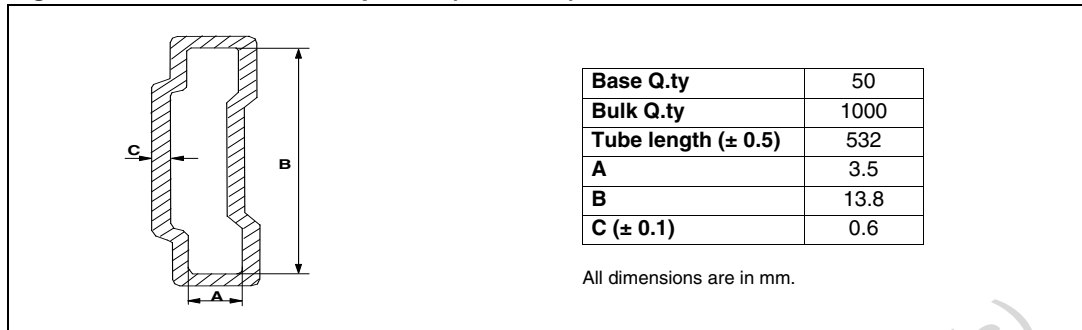 C
B
A
Base Q.ty 50
Bulk Q.ty 1000
Tube length (± 0.5) 532
A 3.5
B 13.8
C (± 0.1) 0.6
All dimensions are in mm.